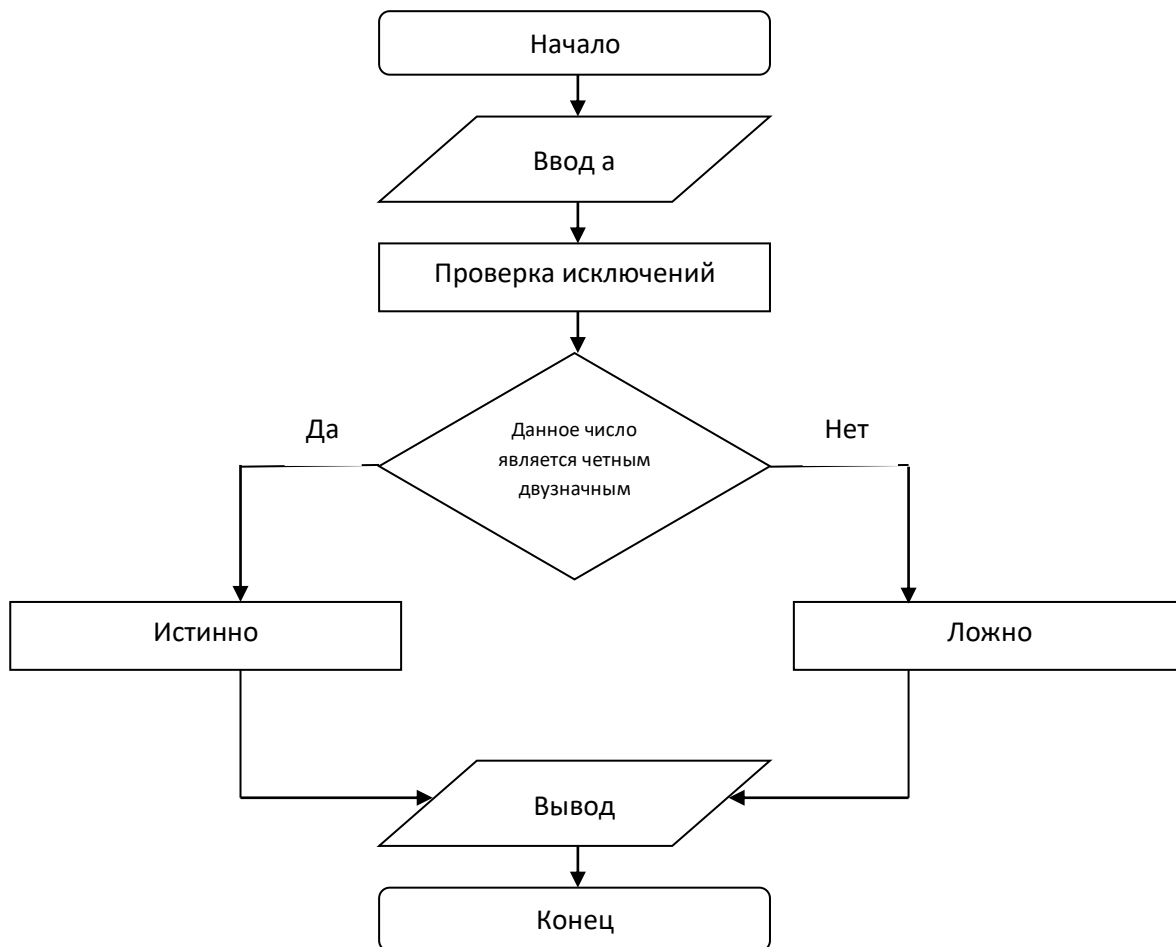 Начало
Ввод a
Проверка исключений
Да
Данное число
является четным
двузначным
Нет
Истинно
Ложно
Вывод
Конец